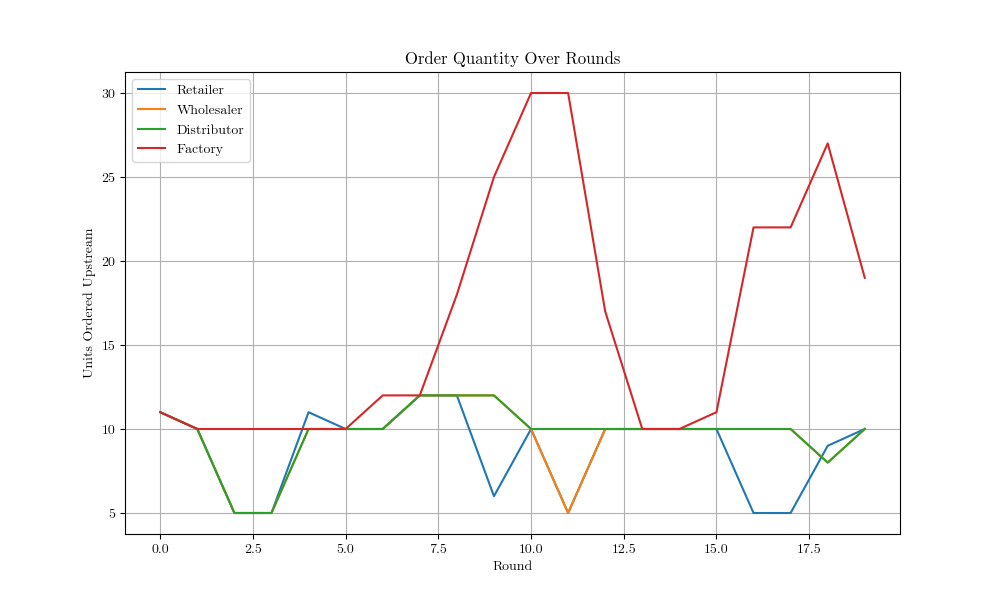 Order Quantity Over Rounds
Retailer
Wholesaler
Distributor
Factory
Units Ordered Upstream
30
25
20
15
10
5
0.0 2.5 5.0 7.5 10.0 12.5 15.0 17.5
Round